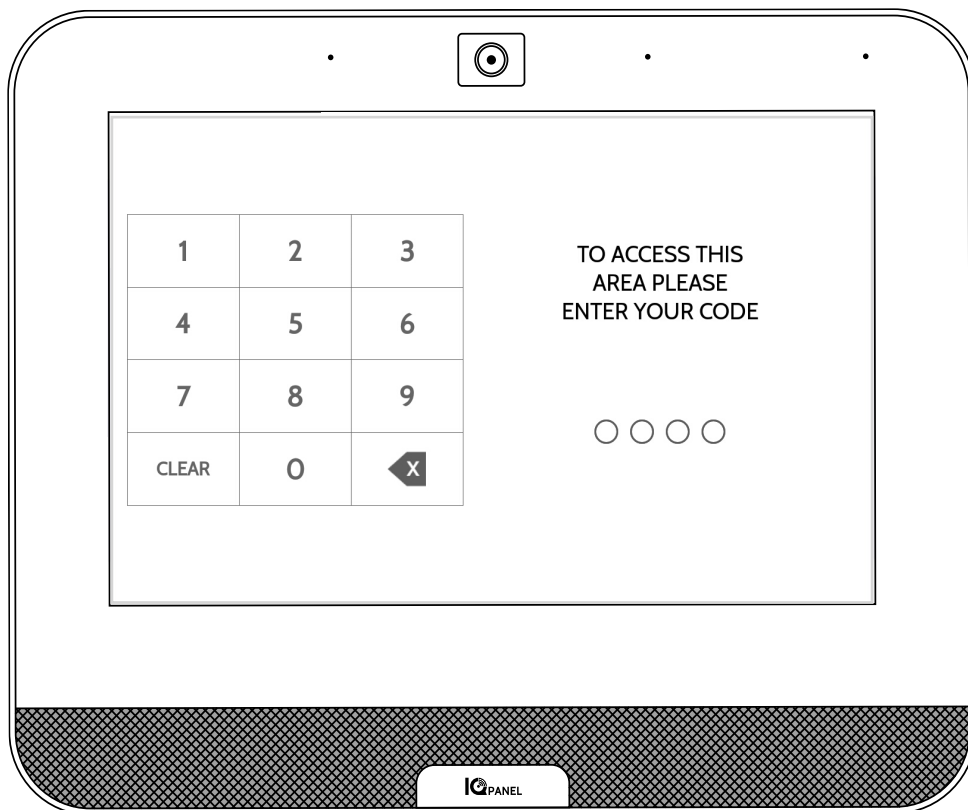 1 2 3
TO ACCESS THIS
AREA PLEASE
ENTER YOUR CODE
4 5 6
7 8 9
CLEAR 0 X
IQ PANEL